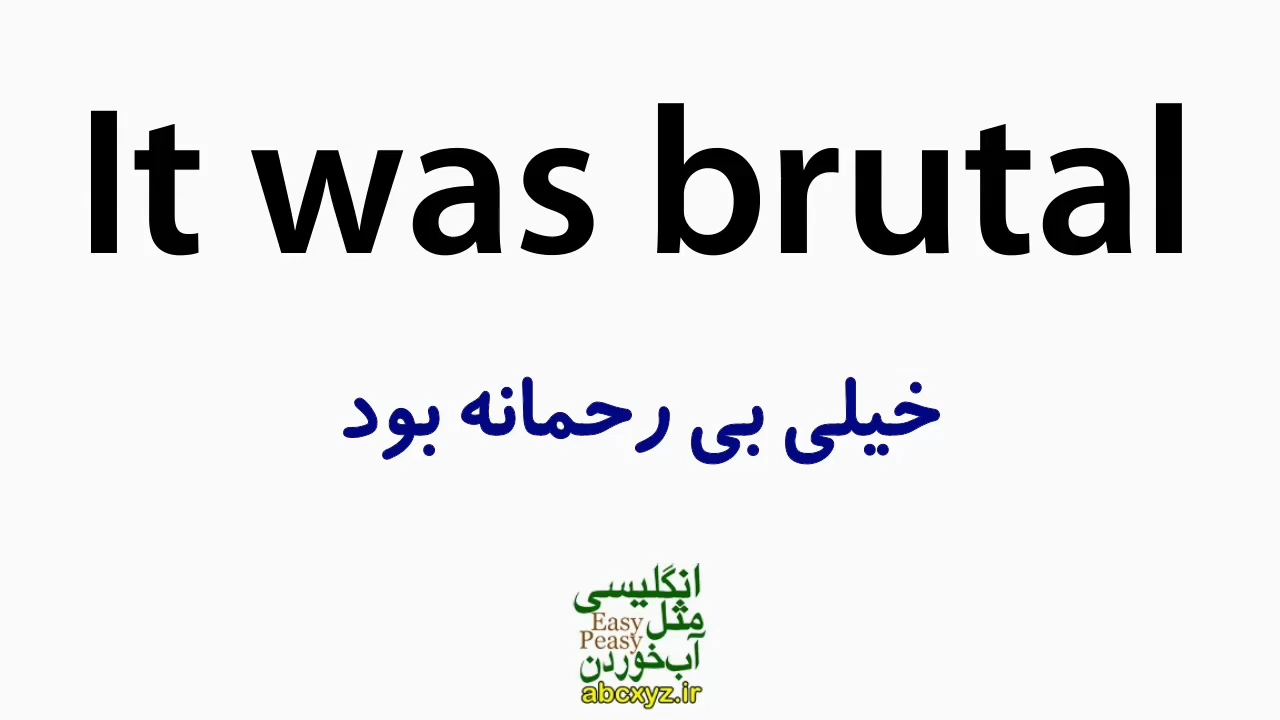 It was brutal
خیلی بی رحمانه بود
انگلیسی
مثل
Easy
Peasy
آب‌خوردن
abcxyz.ir